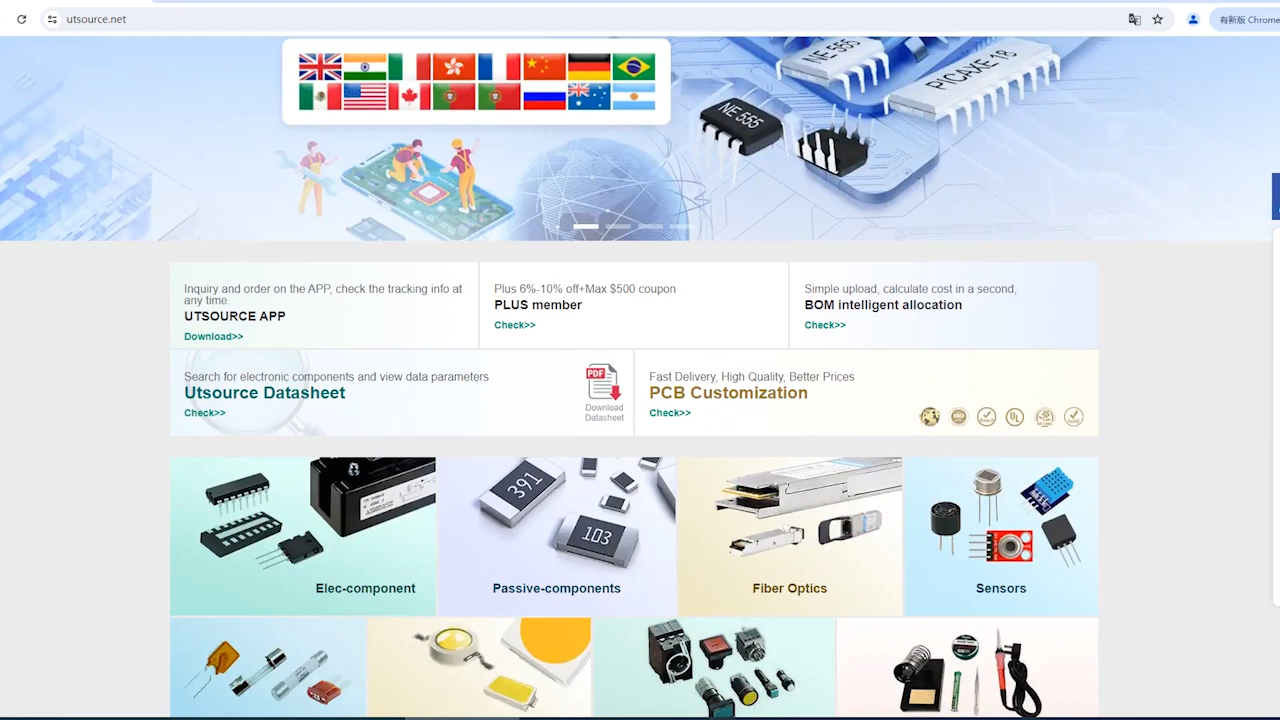 utsource.net
有新版 Chrome
NE 555
PICAXE-18
NE 555
Inquiry and order on the APP, check the tracking info at
any time.
UTSOURCE APP
Download>>
Plus 6%-10% off+Max $500 coupon
PLUS member
Check>>
Simple upload, calculate cost in a second,
BOM intelligent allocation
Check>>
Search for electronic components and view data parameters
Utsource Datasheet
Check>>
PDF
Download
Datasheet
Fast Delivery, High Quality, Better Prices
PCB Customization
Check>>
UL
391
103
Elec-component
Passive-components
Fiber Optics
Sensors